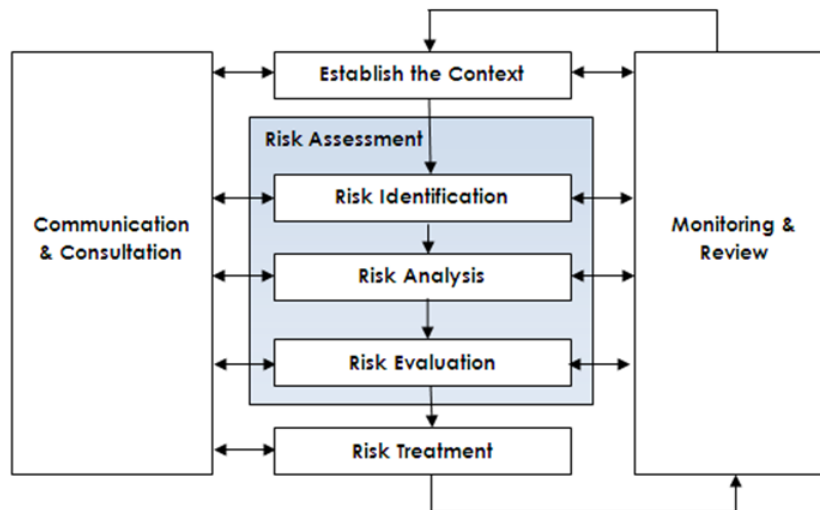 Establish the Context
Risk Assessment
Risk Identification
Communication
& Consultation
Monitoring &
Review
Risk Analysis
Risk Evaluation
Risk Treatment